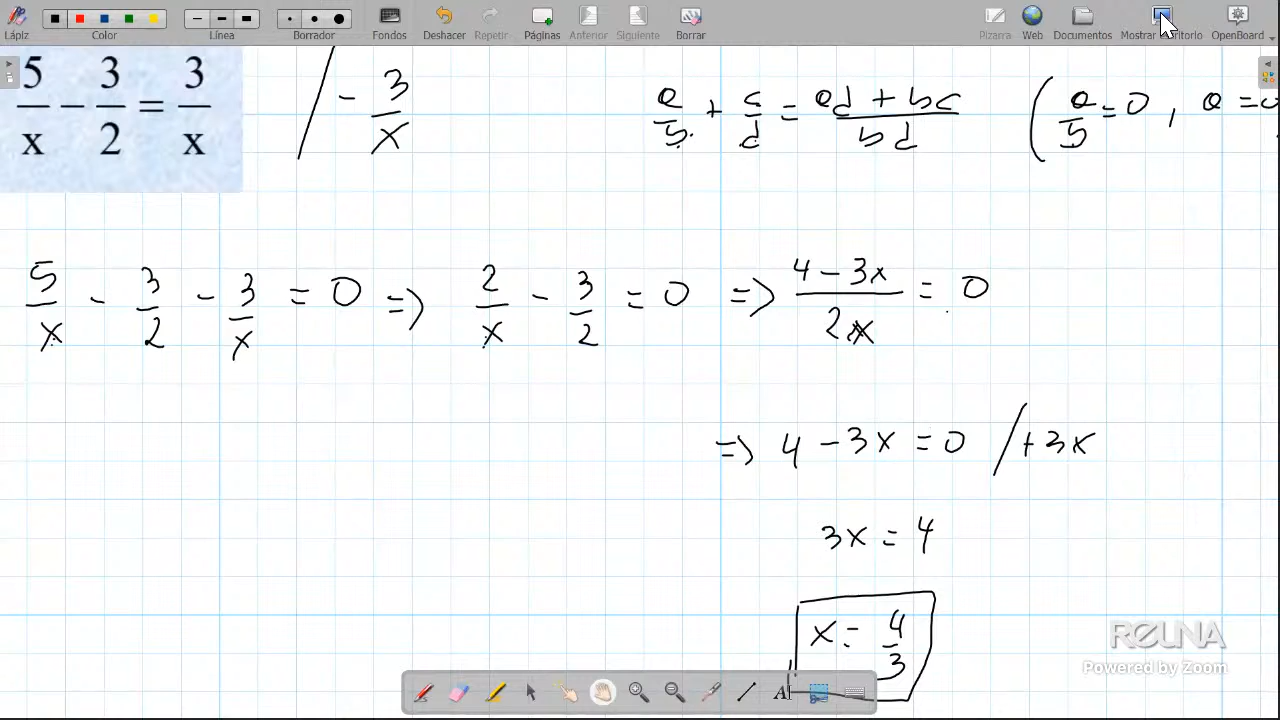 Lápiz Color Línea Borrador Fondos Deshacer Repetir Páginas Anterior Siguiente Borrar Pizarra Web Documentos Mostrar OpenBoard
5/x − 3/2 = 3/x / − 3/x
a/b + c/d = ad + bc / bd ( a/b = 0 , a = 0
5/x − 3/2 − 3/x = 0 => 2/x − 3/2 = 0 => 4 − 3x / 2x = 0
=> 4 − 3x = 0 / +3x
3x = 4
x = 4/3
REUNA
Powered by Zoom